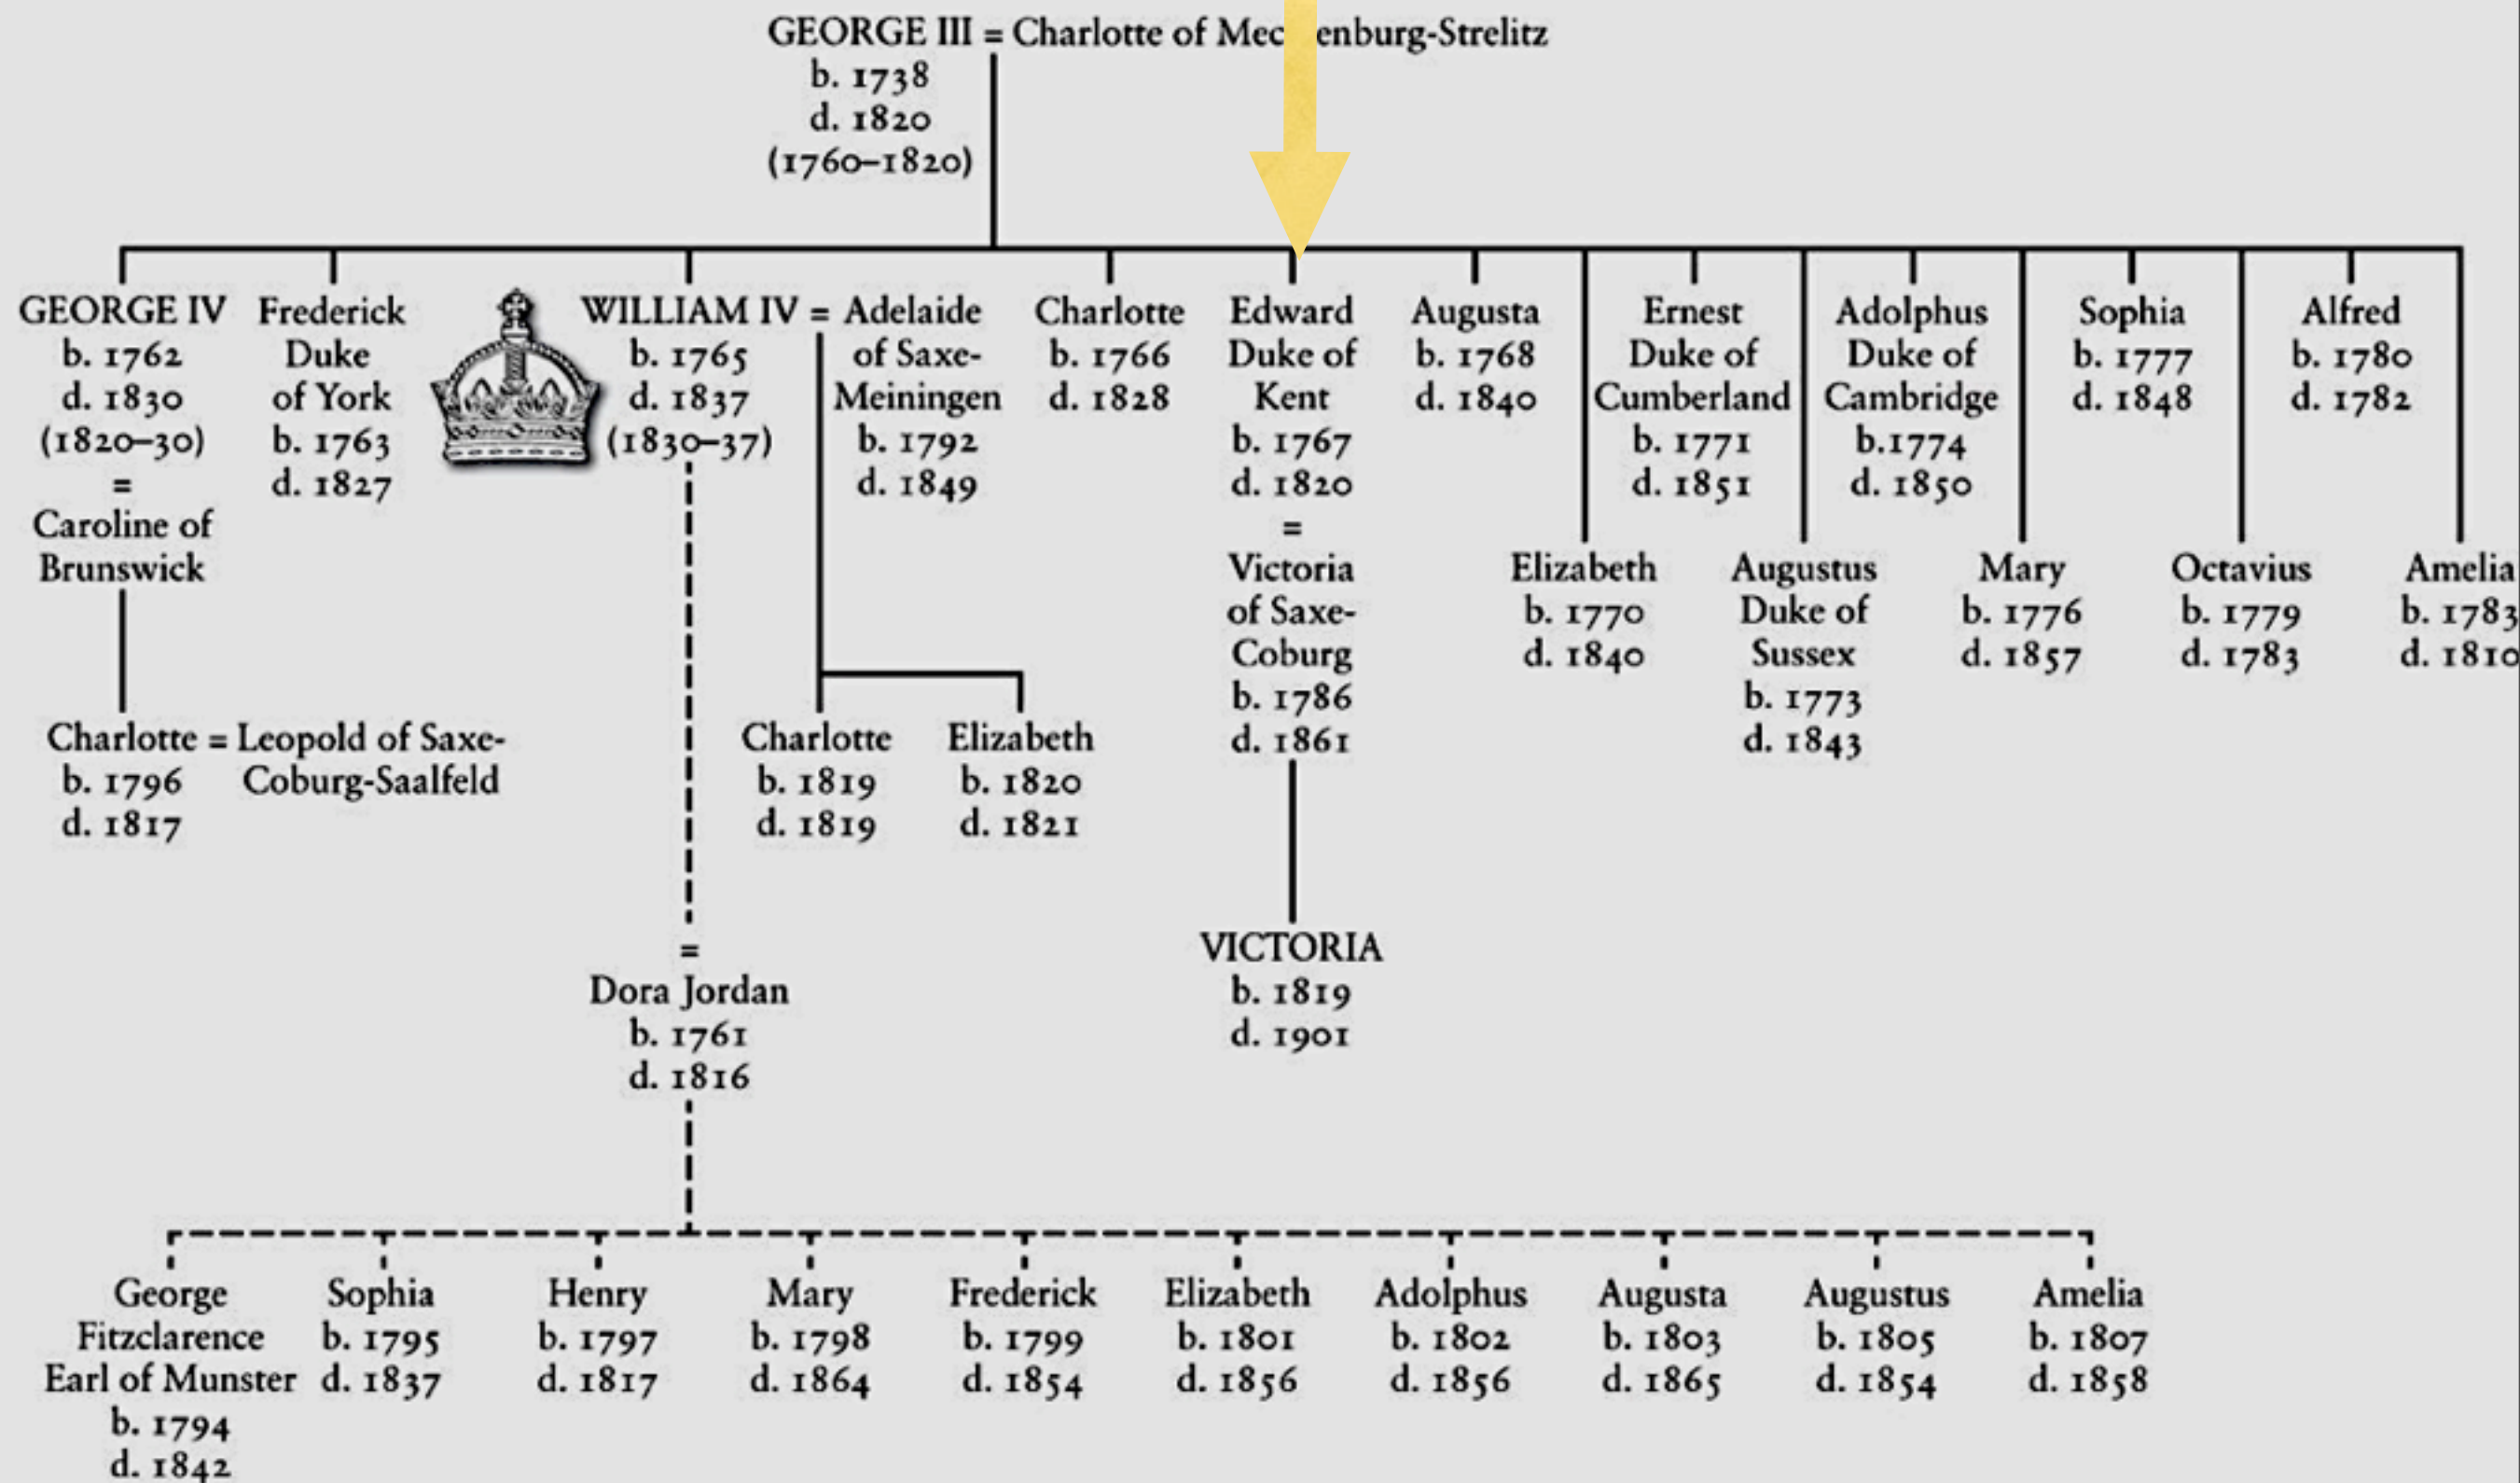 GEORGE III = Charlotte of Mec enburg-Strelitz
b. 1738
d. 1820
(1760–1820)
GEORGE IV
b. 1762
d. 1830
(1820–30)
=
Caroline of
Brunswick
Frederick
Duke
of York
b. 1763
d. 1827
WILLIAM IV = Adelaide
b. 1765
d. 1837
(1830–37)
of Saxe-
Meiningen
b. 1792
d. 1849
Charlotte
b. 1766
d. 1828
Edward
Duke of
Kent
b. 1767
d. 1820
=
Victoria
of Saxe-
Coburg
b. 1786
d. 1861
Augusta
b. 1768
d. 1840
Elizabeth
b. 1770
d. 1840
Ernest
Duke of
Cumberland
b. 1771
d. 1851
Augustus
Duke of
Sussex
b. 1773
d. 1843
Adolphus
Duke of
Cambridge
b.1774
d. 1850
Mary
b. 1776
d. 1857
Sophia
b. 1777
d. 1848
Octavius
b. 1779
d. 1783
Alfred
b. 1780
d. 1782
Amelia
b. 1783
d. 1810
Charlotte = Leopold of Saxe-
b. 1796
d. 1817
Coburg-Saalfeld
Charlotte
b. 1819
d. 1819
Elizabeth
b. 1820
d. 1821
VICTORIA
b. 1819
d. 1901
=
Dora Jordan
b. 1761
d. 1816
George
Fitzclarence
Earl of Munster
b. 1794
d. 1842
Sophia
b. 1795
d. 1837
Henry
b. 1797
d. 1817
Mary
b. 1798
d. 1864
Frederick
b. 1799
d. 1854
Elizabeth
b. 1801
d. 1856
Adolphus
b. 1802
d. 1856
Augusta
b. 1803
d. 1865
Augustus
b. 1805
d. 1854
Amelia
b. 1807
d. 1858